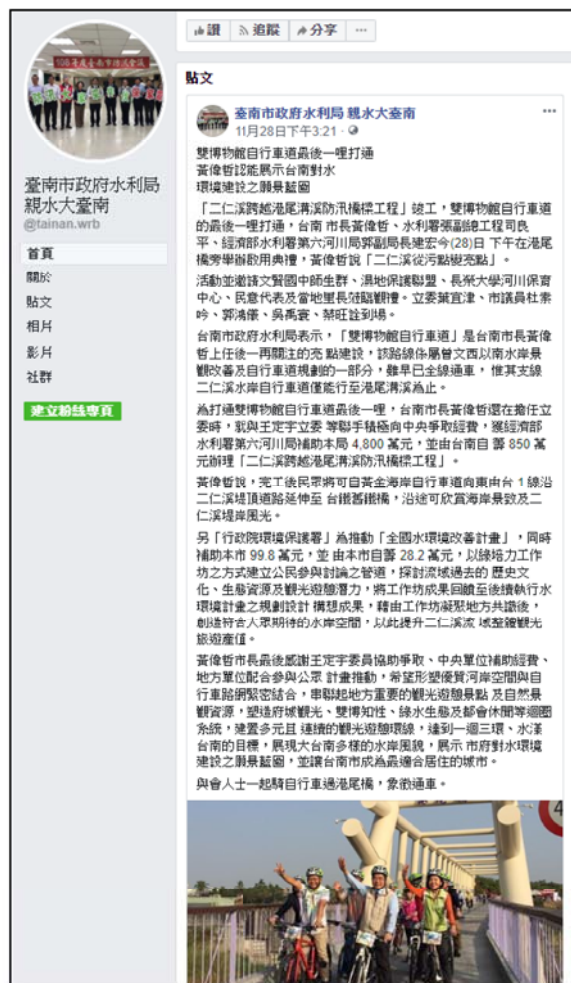 讚 追蹤 分享 ...
108年度臺南市
臺南市政府水利局
親水大臺南
@tainan.wrb
首頁
關於
貼文
相片
影片
社群
建立粉絲專頁
貼文
臺南市政府水利局 親水大臺南
11月28日下午3:21 ·
雙博物館自行車道最後一哩打通
黃偉哲認能展示台南對水
環境建設之願景藍圖
「二仁溪跨越港尾溝溪防汛橋樑工程」竣工，雙博物館自行車道
的最後一哩打通，台南 市長黃偉哲、水利署張副總工程司良
平、經濟部水利署第六河川局郭副局長建宏今(28)日 下午在港尾
橋旁舉辦啟用典禮，黃偉哲說「二仁溪從污點變亮點」。
活動並邀請文賢國中師生群、濕地保護聯盟、長榮大學河川保育
中心、民意代表及當地里長蒞臨觀禮。立委葉宜津、市議員杜素
吟、郭鴻儀、吳禹寰、蔡旺詮到場。
台南市政府水利局表示，「雙博物館自行車道」是台南市長黃偉
哲上任後一再關注的亮 點建設，該路線係屬曾文西以南水岸景
觀改善及自行車道規劃的一部分，雖早已全線通車， 惟其支線
二仁溪水岸自行車道僅能行至港尾溝溪為止。
為打通雙博物館自行車道最後一哩，台南市長黃偉哲還在擔任立
委時，就與王定宇立委 等聯手積極向中央爭取經費，獲經濟部
水利署第六河川局補助本局 4,800 萬元，並由台南自 籌 850 萬
元辦理「二仁溪跨越港尾溝溪防汛橋樑工程」。
黃偉哲說，完工後民眾將可自黃金海岸自行車道向東由台 1 線沿
二仁溪堤頂道路延伸至 台鐵舊鐵橋，沿途可欣賞海岸景致及二
仁溪堤岸風光。
另「行政院環境保護署」為推動「全國水環境改善計畫」，同時
補助本市 99.8 萬元，並 由本市自籌 28.2 萬元，以綠培力工作
坊之方式建立公民參與討論之管道，探討流域過去的 歷史文
化、生態資源及觀光遊憩潛力，將工作坊成果回饋至後續執行水
環境計畫之規劃設計 構想成果，藉由工作坊凝聚地方共識後，
創造符合人眾期待的水岸空間，以此提升二仁溪流 域整體觀光
旅遊產值。
黃偉哲市長最後感謝王定宇委員協助爭取、中央單位補助經費、
地方單位配合參與公眾 計畫推動，希望形塑優質河岸空間與自
行車路網緊密結合，串聯起地方重要的觀光遊憩景點 及自然景
觀資源，塑造府城觀光、雙博知性、綠水生態及都會休閒等迴圈
系統，建置多元且 連續的觀光遊憩環線，達到一迴三環、水漾
台南的目標，展現大台南多樣的水岸風貌，展示 市府對水環境
建設之願景藍圖，並讓台南市成為最適合居住的城市。
與會人士一起騎自行車過港尾橋，象徵通車。
4